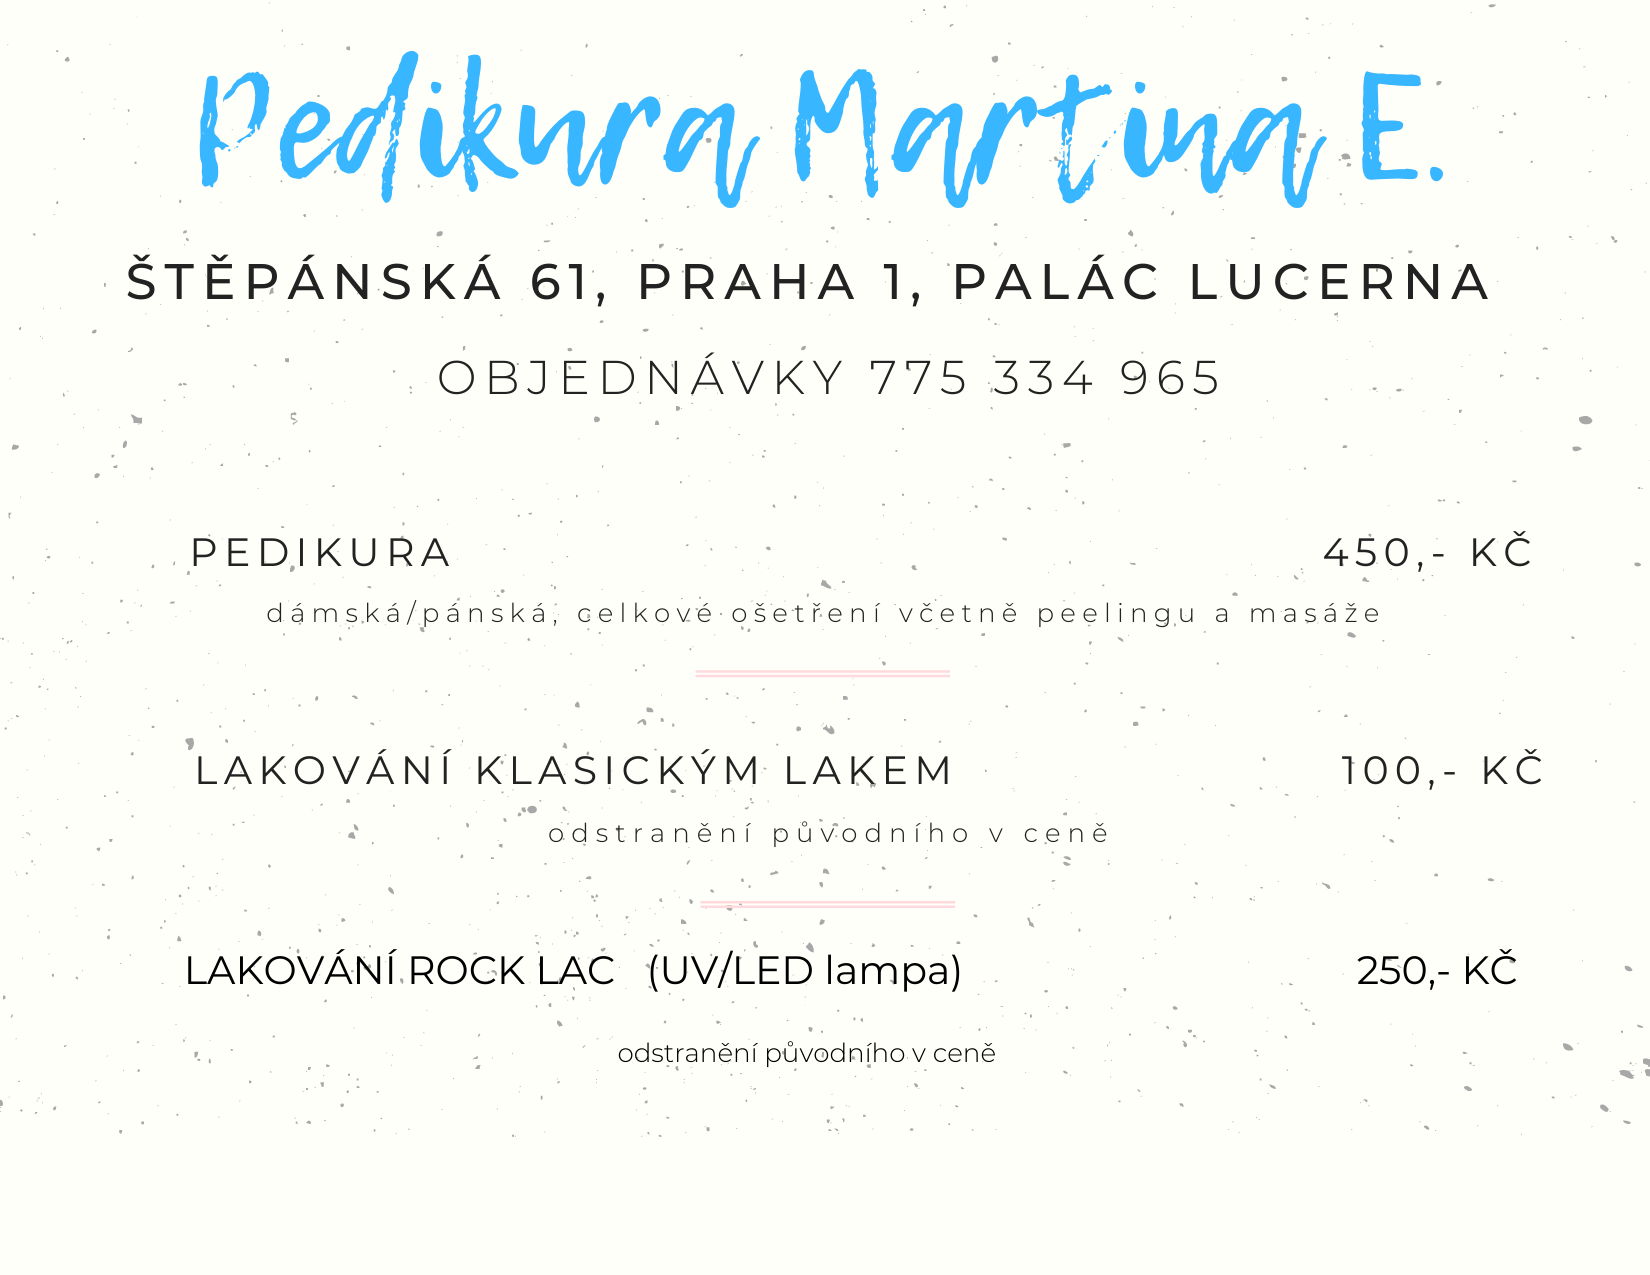 Pedikura Martina E.
ŠTĚPÁNSKÁ 61, PRAHA 1, PALÁC LUCERNA
OBJEDNÁVKY 775 334 965
PEDIKURA 450,- KČ
dámská/pánská, celkové ošetření včetně peelingu a masáže
LAKOVÁNÍ KLASICKÝM LAKEM 100,- KČ
odstranění původního v ceně
LAKOVÁNÍ ROCK LAC (UV/LED lampa) 250,- KČ
odstranění původního v ceně